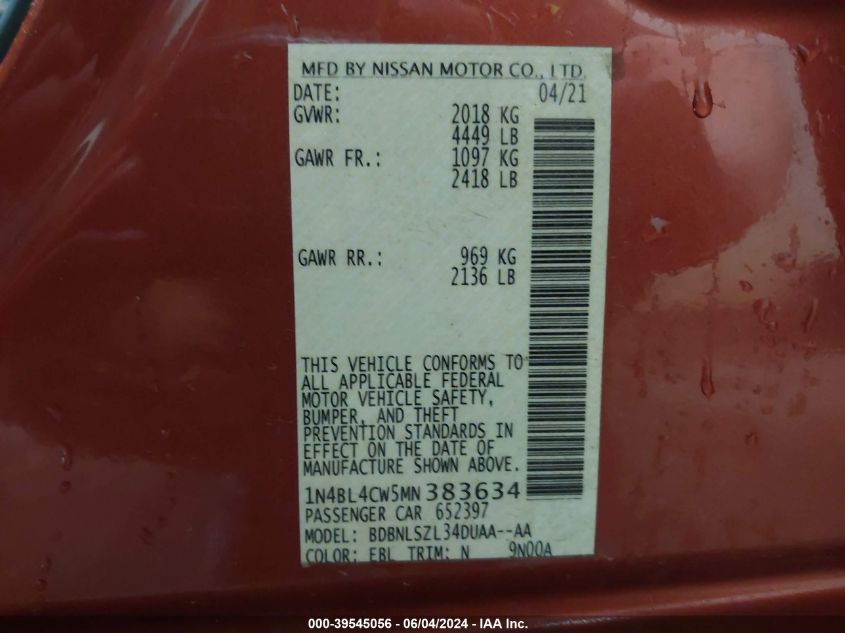 MFD BY NISSAN MOTOR CO., LTD.
DATE: 04/21
GVWR: 2018 KG
4449 LB
GAWR FR.: 1097 KG
2418 LB
GAWR RR.: 969 KG
2136 LB
THIS VEHICLE CONFORMS TO
ALL APPLICABLE FEDERAL
MOTOR VEHICLE SAFETY,
BUMPER, AND THEFT
PREVENTION STANDARDS IN
EFFECT ON THE DATE OF
MANUFACTURE SHOWN ABOVE.
1N4BL4CW5MN383634
PASSENGER CAR 652397
MODEL: BDBNLSZL34DUAA--AA
COLOR: EBL TRIM: N 9N00A
000-39545056 - 06/04/2024 - IAA Inc.